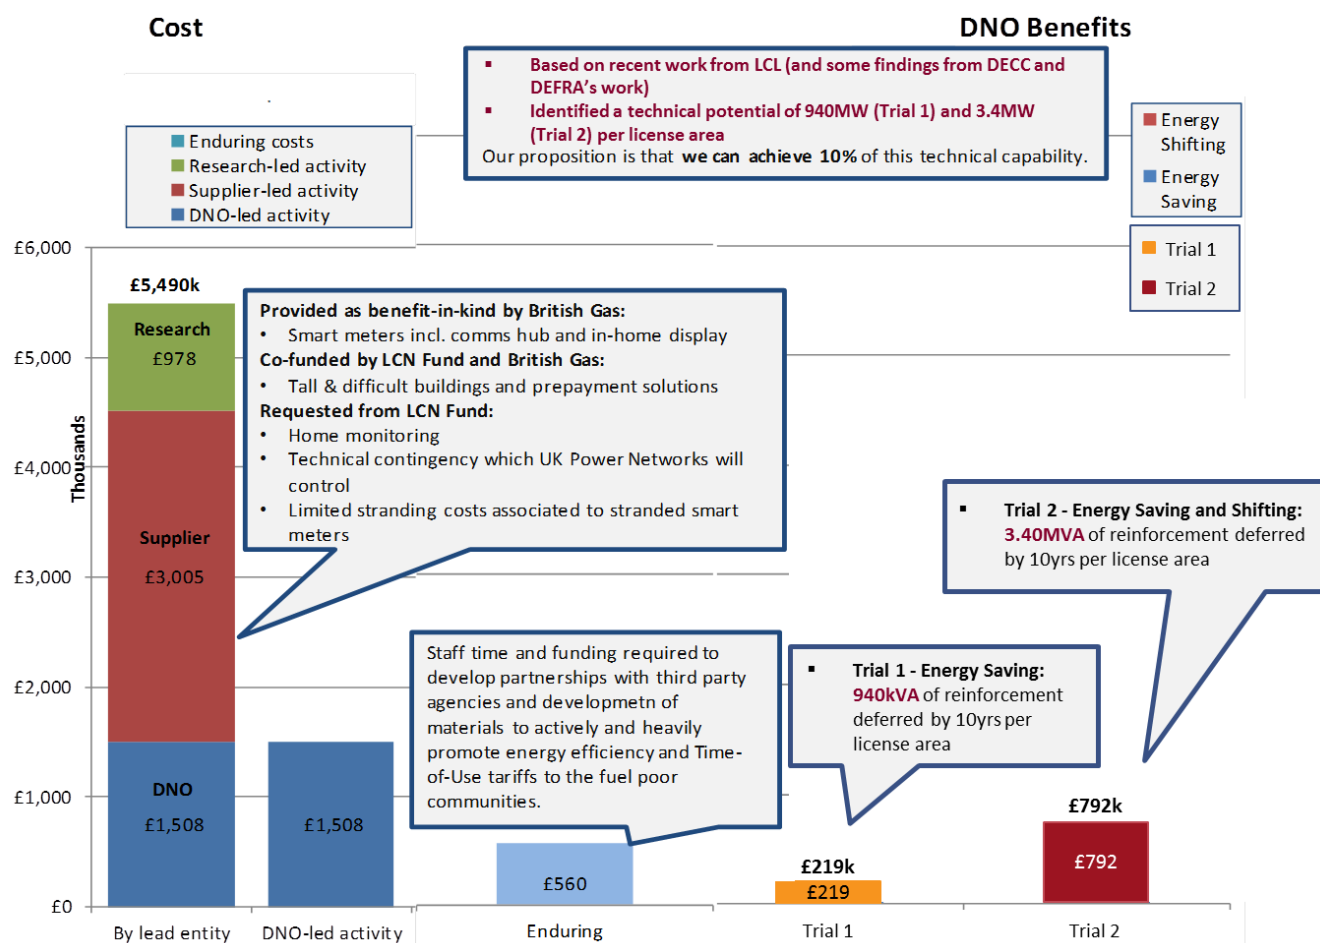 Cost
DNO Benefits
▪ Based on recent work from LCL (and some findings from DECC and
DEFRA's work)
▪ Identified a technical potential of 940MW (Trial 1) and 3.4MW
(Trial 2) per license area
Our proposition is that we can achieve 10% of this technical capability.
Enduring costs
Research-led activity
Supplier-led activity
DNO-led activity
Energy
Shifting
Energy
Saving
Trial 1
Trial 2
£6,000
£5,000
£4,000
£3,000
£2,000
£1,000
£0
Thousands
£5,490k
Research
£978
Supplier
£3,005
DNO
£1,508
£1,508
Provided as benefit-in-kind by British Gas:
• Smart meters incl. comms hub and in-home display
Co-funded by LCN Fund and British Gas:
• Tall & difficult buildings and prepayment solutions
Requested from LCN Fund:
• Home monitoring
• Technical contingency which UK Power Networks will
control
• Limited stranding costs associated to stranded smart
meters
Staff time and funding required to
develop partnerships with third party
agencies and developmetn of
materials to actively and heavily
promote energy efficiency and Time-
of-Use tariffs to the fuel poor
communities.
£560
▪ Trial 1 - Energy Saving:
940kVA of reinforcement
deferred by 10yrs per
license area
£219k
£219
▪ Trial 2 - Energy Saving and Shifting:
3.40MVA of reinforcement deferred
by 10yrs per license area
£792k
£792
By lead entity
DNO-led activity
Enduring
Trial 1
Trial 2